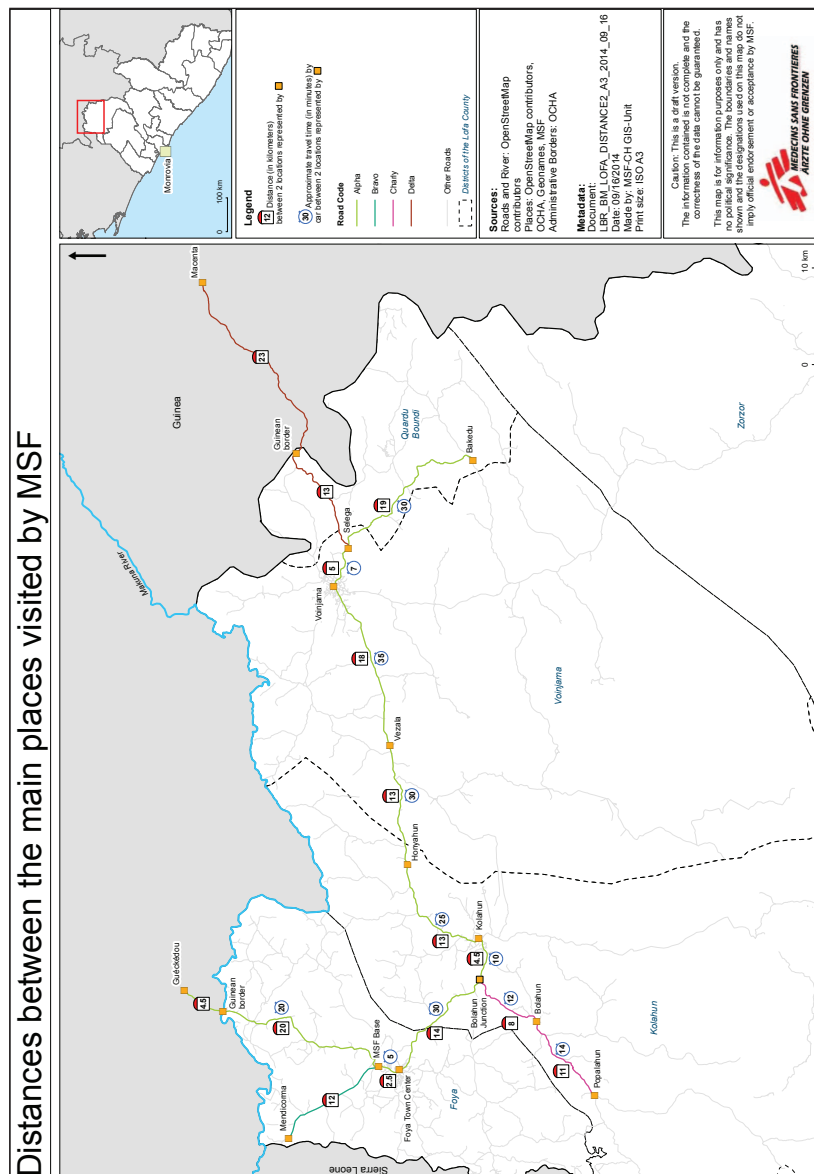 Distances between the main places visited by MSF
Guinea
Makuma River
Macenta
23
Guinean
border
13
Quardu
Boundi
Selega
19
30
Bakedu
5
7
Voinjama
18
35
Vezala
Voinjama
Zorzor
13
30
Honyahun
Guéckédou
4.5
Guinean
border
20
20
13
25
Kolahun
4.5
10
Bolahun
Junction
MSF Base
30
14
5
2.5
Foya Town Center
12
Mendicorma
Foya
12
8
Bolahun
14
11
Popalahun
Kolahun
Sierra Leone
0
10 km
Monrovia
0
100 km
Legend
12
Distance (in kilometers)
between 2 locations represented by
30
Approximate travel time (in minutes) by
car between 2 locations represented by
Road Code
Alpha
Bravo
Charly
Delta
Other Roads
Districts of the Lofa County
Sources:
Roads and River: OpenStreetMap
contributors
Places: OpenStreetMap contributors,
OCHA, Geonames, MSF
Administrative Borders: OCHA
Metadata:
Document:
LBR_BM_LOFA_DISTANCE2_A3_2014_09_16
Date: 09/16/2014
Made by: MSF-CH GIS-Unit
Print size: ISO A3
Caution: This is a draft version.
The information contained is not complete and the
correctness of the data cannot be guaranteed.
This map is for information purposes only and has
no political significance. The boundaries and names
shown and the designations used on this map do not
imply official endorsement or acceptance by MSF.
MEDECINS SANS FRONTIERES
ÄRZTE OHNE GRENZEN